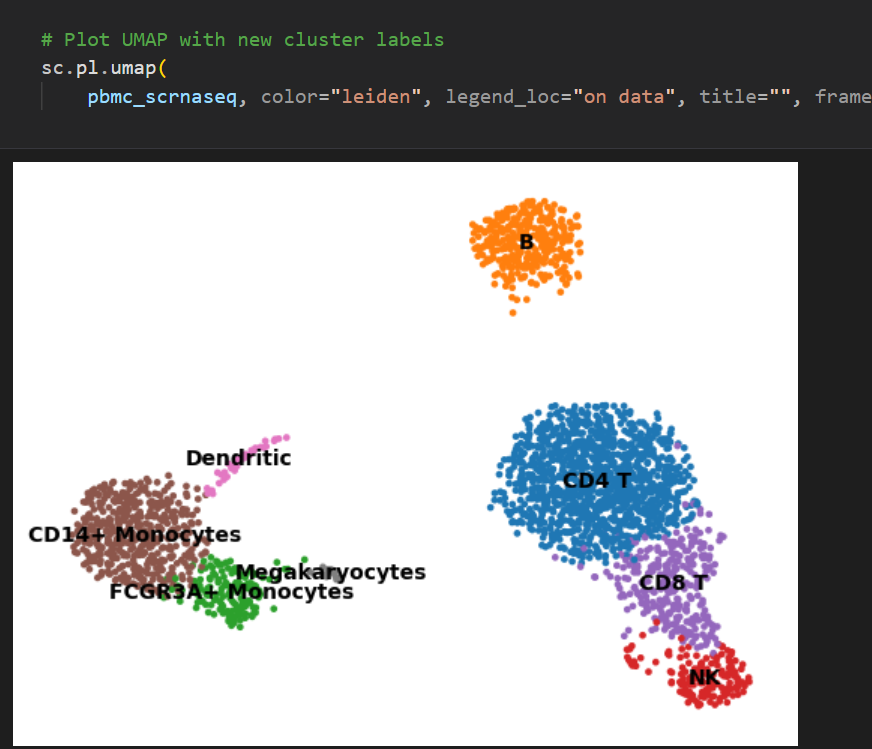 # Plot UMAP with new cluster labels
sc.pl.umap(
pbmc_scrnaseq, color="leiden", legend_loc="on data", title="", frame
B
Dendritic
CD4 T
CD14+ Monocytes
Megakaryocytes
CD8 T
FCGR3A+ Monocytes
NK